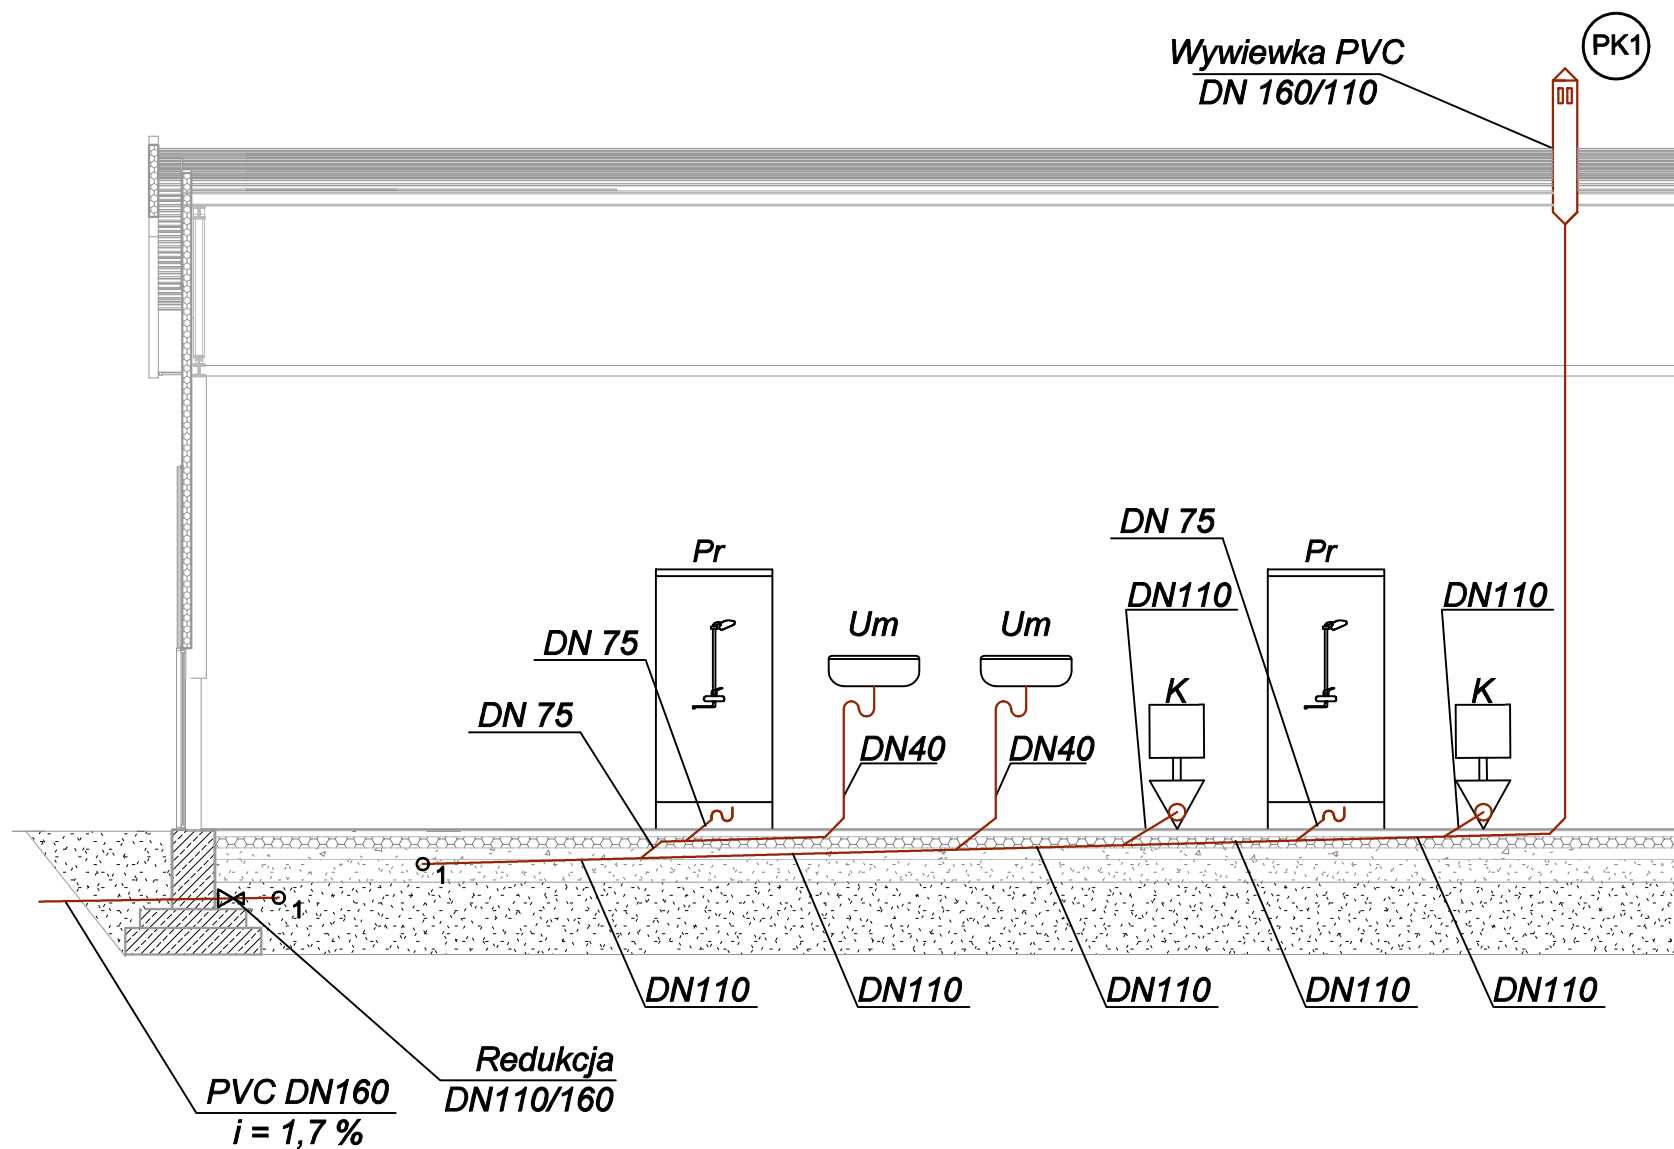 PK1
Wywiewka PVC
DN 160/110
DN 75
Pr
Pr
DN110
DN110
Um
Um
DN 75
K
K
DN 75
DN40
DN40
1
1
DN110
DN110
DN110
DN110
DN110
Redukcja
DN110/160
PVC DN160
i = 1,7 %